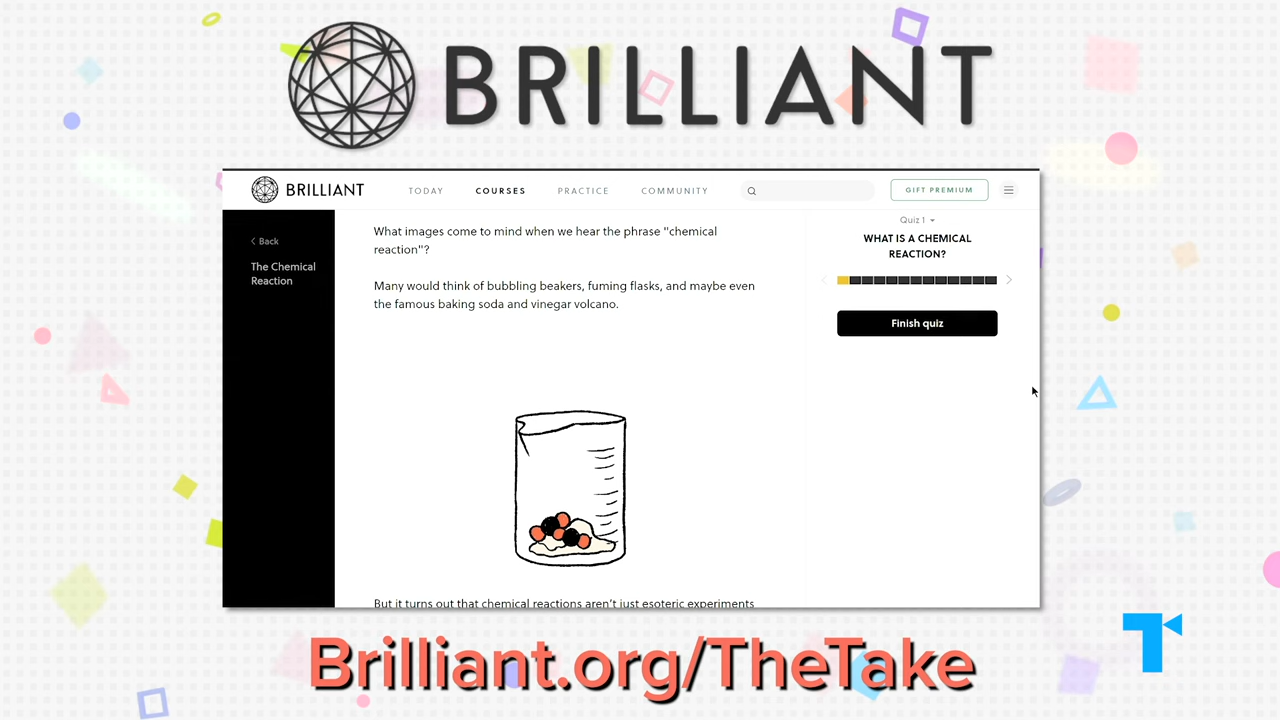 BRILLIANT
BRILLIANT
TODAY
COURSES
PRACTICE
COMMUNITY
GIFT PREMIUM
Back
The Chemical
Reaction
What images come to mind when we hear the phrase "chemical
reaction"?
Many would think of bubbling beakers, fuming flasks, and maybe even
the famous baking soda and vinegar volcano.
But it turns out that chemical reactions aren't just esoteric experiments
Quiz 1
WHAT IS A CHEMICAL
REACTION?
Finish quiz
Brilliant.org/TheTake
T